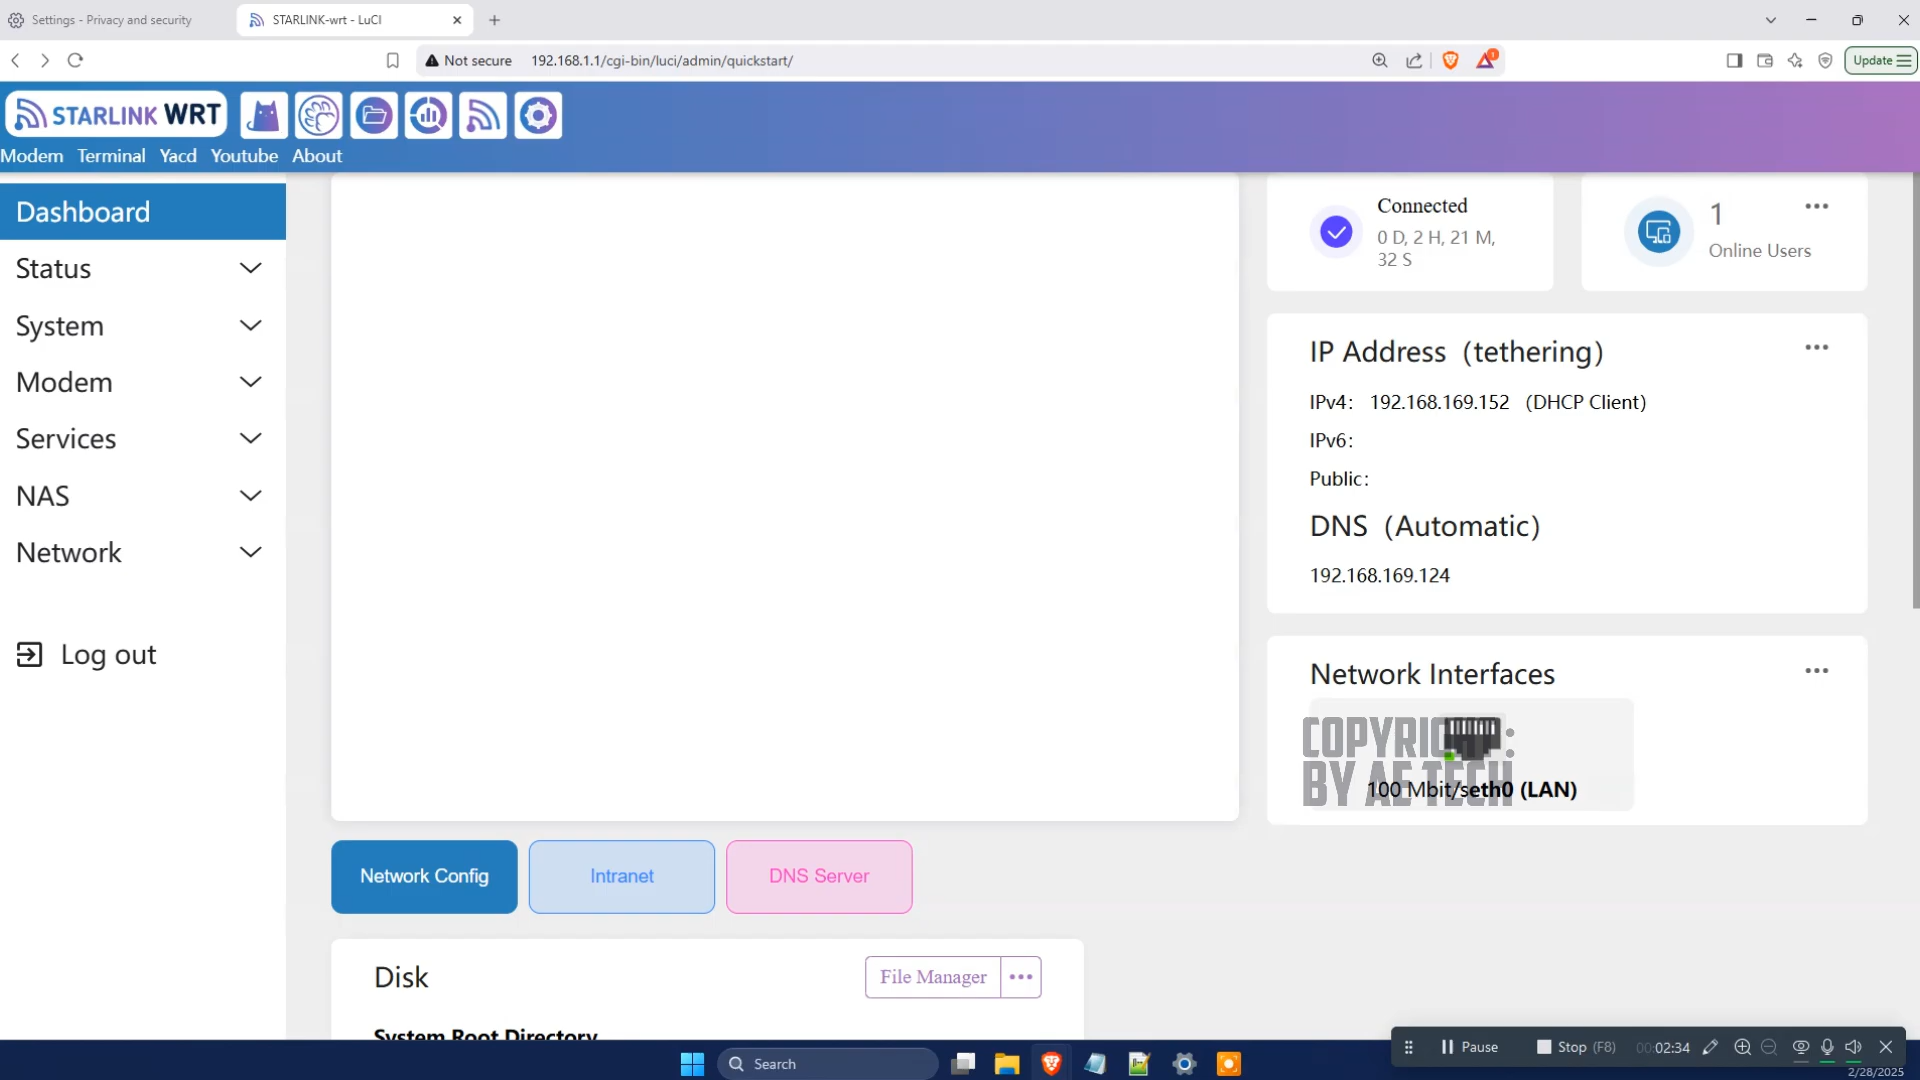 Settings - Privacy and security
STARLINK-wrt - LuCI
Not secure 192.168.1.1/cgi-bin/luci/admin/quickstart/
1
Update
STARLINK WRT
Modem Terminal Yacd Youtube About
Dashboard
Status
System
Modem
Services
NAS
Network
Log out
Connected
0 D, 2 H, 21 M,
32 S
1
Online Users
IP Address（tethering）
IPv4： 192.168.169.152 (DHCP Client)
IPv6：
Public：
DNS（Automatic）
192.168.169.124
Network Interfaces
COPYRIGHT:
BY AE TECH
100 Mbit/seth0 (LAN)
Network Config
Intranet
DNS Server
Disk
File Manager
System Root Directory
Search
Pause
Stop (F8)
00:02:34
2/28/2025